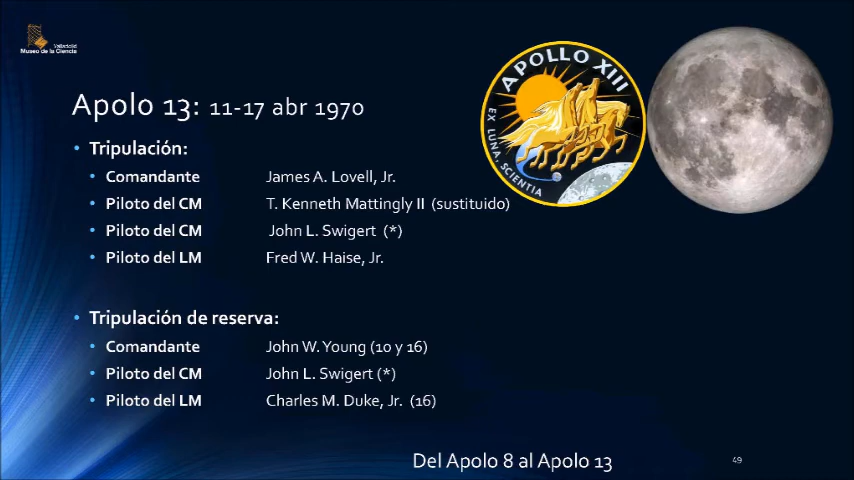 Valladolid
Museo de la Ciencia
APOLLO XIII
EX LUNA, SCIENTIA
Apolo 13: 11-17 abr 1970
Tripulación:
Comandante James A. Lovell, Jr.
Piloto del CM T. Kenneth Mattingly II (sustituido)
Piloto del CM John L. Swigert (*)
Piloto del LM Fred W. Haise, Jr.
Tripulación de reserva:
Comandante John W. Young (10 y 16)
Piloto del CM John L. Swigert (*)
Piloto del LM Charles M. Duke, Jr. (16)
Del Apolo 8 al Apolo 13
49